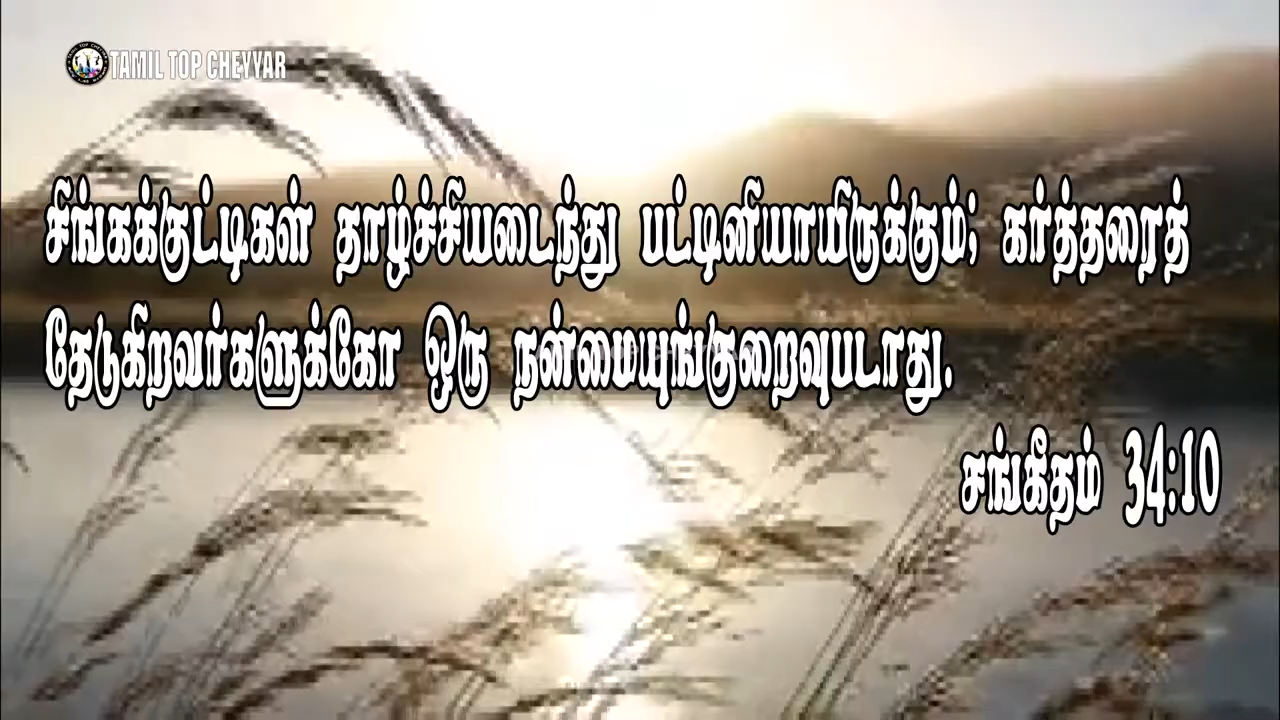 TAMIL TOP CHEYYAR
சிங்கக்குட்டிகள் தாழ்ச்சியடைந்து பட்டினியாயிருக்கும்; கர்த்தரைத்
தேடுகிறவர்களுக்கோ ஒரு நன்மையுங்குறைவுபடாது.
சங்கீதம் 34:10